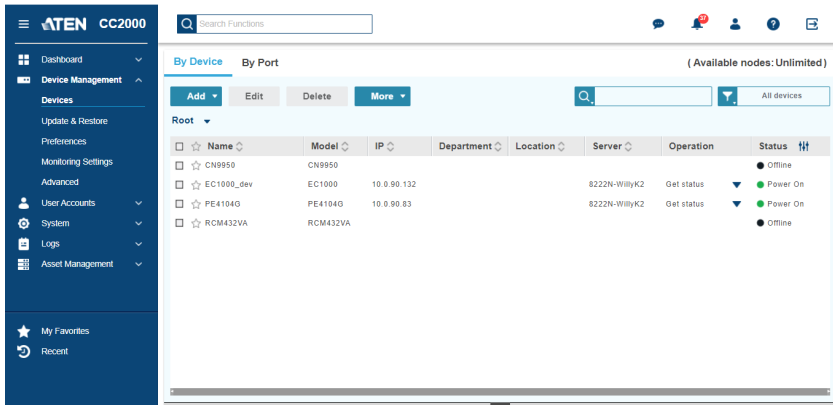 ATEN CC2000
Search Functions
37
Dashboard
Device Management
Devices
Update & Restore
Preferences
Monitoring Settings
Advanced
User Accounts
System
Logs
Asset Management
My Favorites
Recent
By Device By Port ( Available nodes: Unlimited )
Add Edit Delete More All devices
Root
Name Model IP Department Location Server Operation Status
CN9950 CN9950 Offline
EC1000_dev EC1000 10.0.90.132 8222N-WillyK2 Get status Power On
PE4104G PE4104G 10.0.90.83 8222N-WillyK2 Get status Power On
RCM432VA RCM432VA Offline